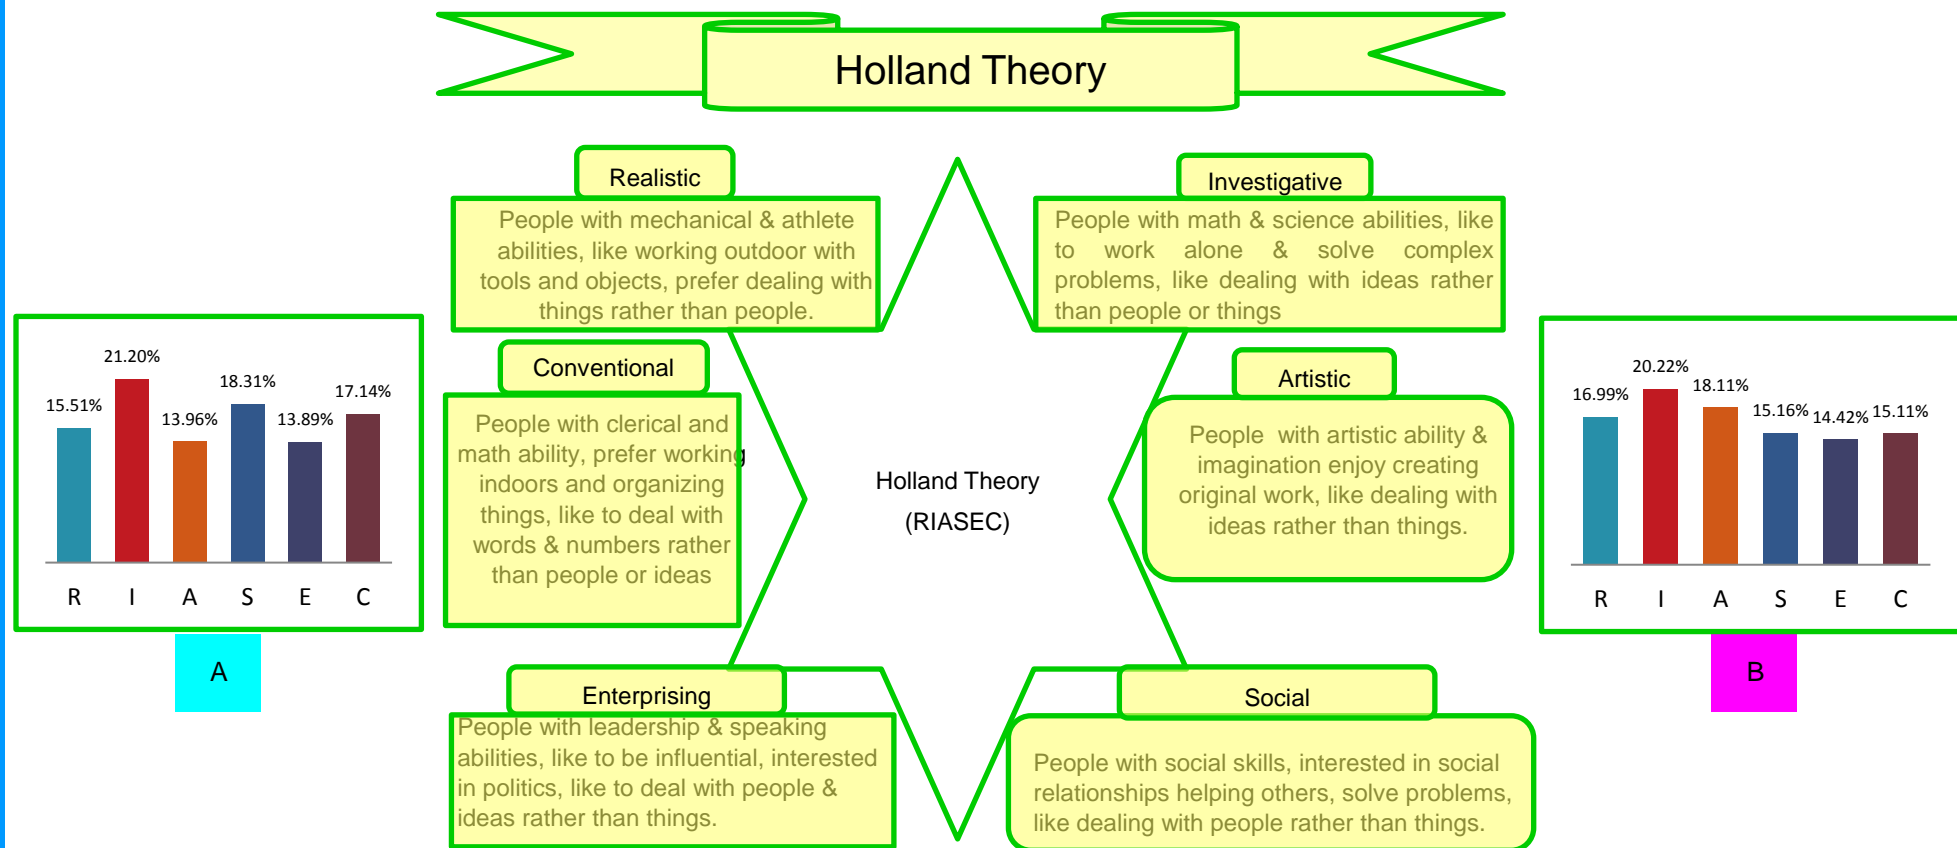 Holland Theory
Realistic
People with mechanical & athlete
abilities, like working outdoor with
tools and objects, prefer dealing with
things rather than people.
Investigative
People with math & science abilities, like
to work alone & solve complex
problems, like dealing with ideas rather
than people or things
Conventional
People with clerical and
math ability, prefer working
indoors and organizing
things, like to deal with
words & numbers rather
than people or ideas
Holland Theory
(RIASEC)
Artistic
People with artistic ability &
imagination enjoy creating
original work, like dealing with
ideas rather than things.
Enterprising
People with leadership & speaking
abilities, like to be influential, interested
in politics, like to deal with people &
ideas rather than things.
Social
People with social skills, interested in social
relationships helping others, solve problems,
like dealing with people rather than things.
15.51% 21.20% 13.96% 18.31% 13.89% 17.14%
R I A S E C
A
16.99% 20.22% 18.11% 15.16% 14.42% 15.11%
R I A S E C
B